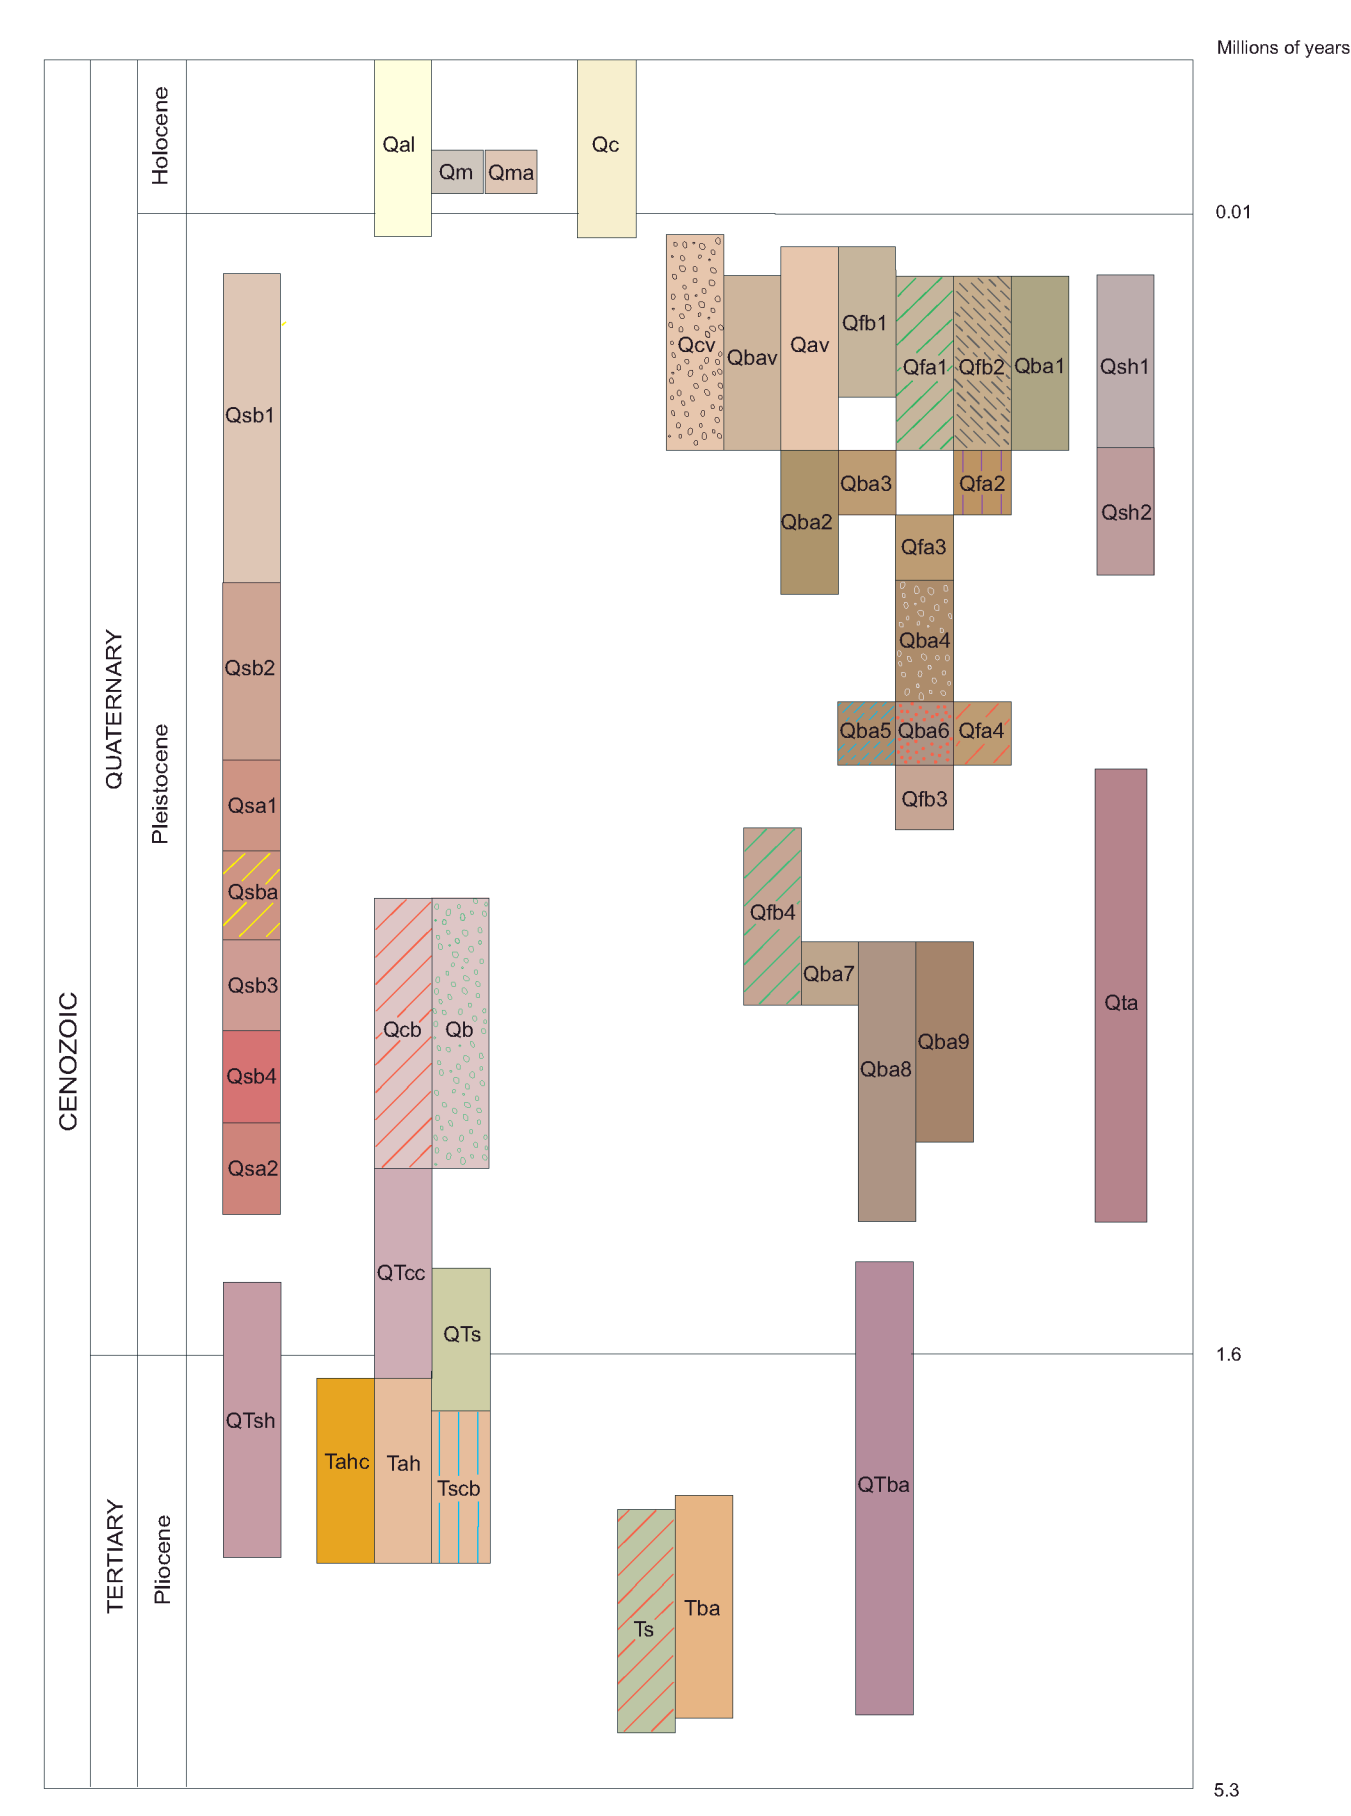 Millions of years
Holocene
Qal
Qc
Qm
Qma
0.01
Qfb1
Qcv
Qbav
Qav
Qfa1
Qfb2
Qba1
Qsh1
Qsb1
Qba3
Qfa2
Qsh2
Qba2
Qfa3
Qba4
Qsb2
QUATERNARY
Qba5
Qba6
Qfa4
Pleistocene
Qfb3
Qsa1
Qsba
Qfb4
Qba7
Qsb3
Qta
Qcb
Qb
Qba9
CENOZOIC
Qsb4
Qba8
Qsa2
QTcc
QTs
1.6
QTsh
Tahc
Tah
QTba
Tscb
TERTIARY
Pliocene
Tba
Ts
5.3